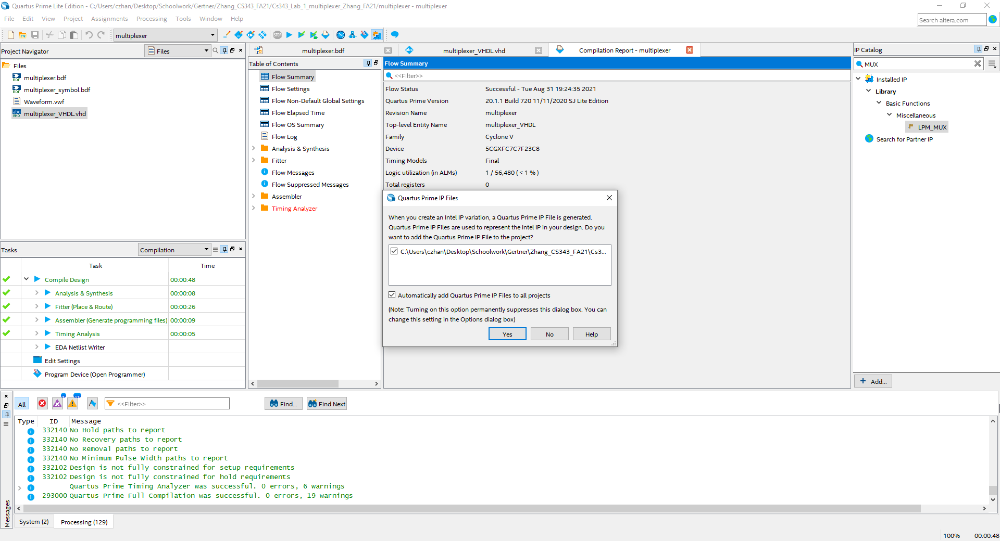 Quartus Prime Lite Edition - C:/Users/czhan/Desktop/Schoolwork/Gertner/Zhang_CS343_FA21/Cs343_Lab_1_multiplexer_Zhang_FA21/multiplexer - multiplexer
File Edit View Project Assignments Processing Tools Window Help
Search altera.com
multiplexer
STOP
Project Navigator
Files
Files
multiplexer.bdf
multiplexer_symbol.bdf
Waveform.vwf
multiplexer_VHDL.vhd
Tasks
Compilation
Task Time
Compile Design 00:00:48
Analysis & Synthesis 00:00:08
Fitter (Place & Route) 00:00:26
Assembler (Generate programming files) 00:00:09
Timing Analysis 00:00:05
EDA Netlist Writer
Edit Settings
Program Device (Open Programmer)
multiplexer.bdf
multiplexer_VHDL.vhd
Compilation Report - multiplexer
Table of Contents
Flow Summary
Flow Settings
Flow Non-Default Global Settings
Flow Elapsed Time
Flow OS Summary
Flow Log
Analysis & Synthesis
Fitter
Flow Messages
Flow Suppressed Messages
Assembler
Timing Analyzer
Flow Summary
<<Filter>>
Flow Status Successful - Tue Aug 31 19:24:35 2021
Quartus Prime Version 20.1.1 Build 720 11/11/2020 SJ Lite Edition
Revision Name multiplexer
Top-level Entity Name multiplexer_VHDL
Family Cyclone V
Device 5CGXFC7C7F23C8
Timing Models Final
Logic utilization (in ALMs) 1 / 56,480 ( < 1 % )
Total registers 0
Quartus Prime IP Files
When you create an Intel IP variation, a Quartus Prime IP File is generated.
Quartus Prime IP Files are used to represent the Intel IP in your design. Do you
want to add the Quartus Prime IP File to the project?
C:\Users\czhan\Desktop\Schoolwork\Gertner\Zhang_CS343_FA21\Cs3...
Automatically add Quartus Prime IP Files to all projects
(Note: Turning on this option permanently suppresses this dialog box. You can
change this setting in the Options dialog box)
Yes No Help
IP Catalog
MUX
Installed IP
Library
Basic Functions
Miscellaneous
LPM_MUX
Search for Partner IP
+ Add...
All
<<Filter>>
Find... Find Next
Type ID Message
332140 No Hold paths to report
332140 No Recovery paths to report
332140 No Removal paths to report
332140 No Minimum Pulse Width paths to report
332102 Design is not fully constrained for setup requirements
332102 Design is not fully constrained for hold requirements
Quartus Prime Timing Analyzer was successful. 0 errors, 6 warnings
293000 Quartus Prime Full Compilation was successful. 0 errors, 19 warnings
Messages
System (2) Processing (129)
100% 00:00:48